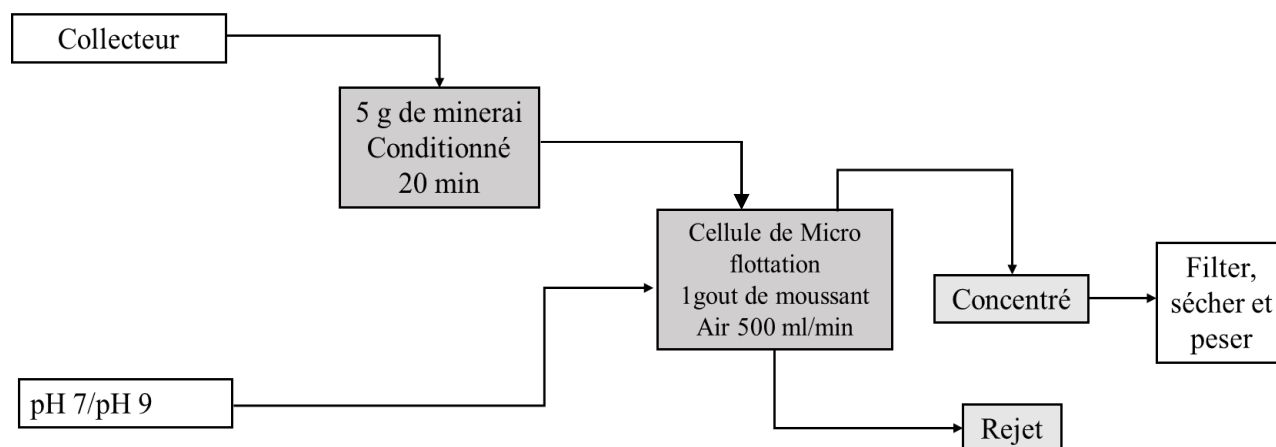 Collecteur
5 g de minerai
Conditionné
20 min
Cellule de Micro
flottation
1gout de moussant
Air 500 ml/min
Concentré
Filter,
sécher et
peser
pH 7/pH 9
Rejet